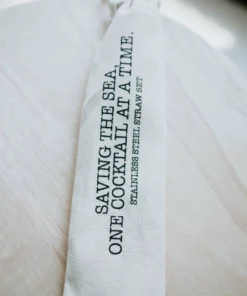 SAVING THE SEA,
ONE COCKTAIL AT A TIME.
STAINLESS STEEL STRAW SET